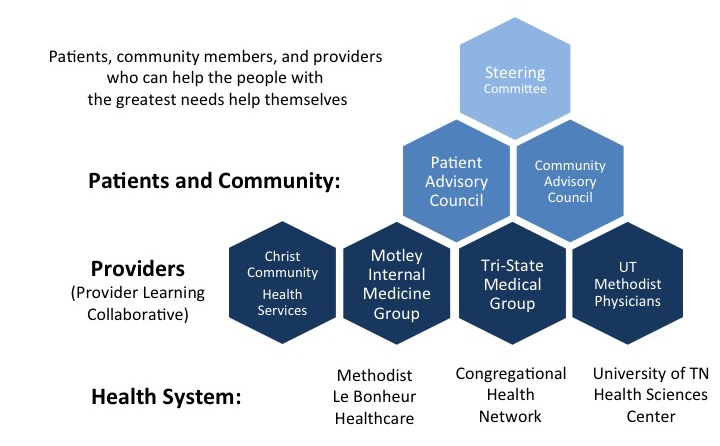 Patients, community members, and providers
who can help the people with
the greatest needs help themselves
Steering
Committee
Patients and Community:
Patient
Advisory
Council
Community
Advisory
Council
Providers
(Provider Learning
Collaborative)
Christ
Community
Health
Services
Motley
Internal
Medicine
Group
Tri-State
Medical
Group
UT
Methodist
Physicians
Health System:
Methodist
Le Bonheur
Healthcare
Congregational
Health
Network
University of TN
Health Sciences
Center